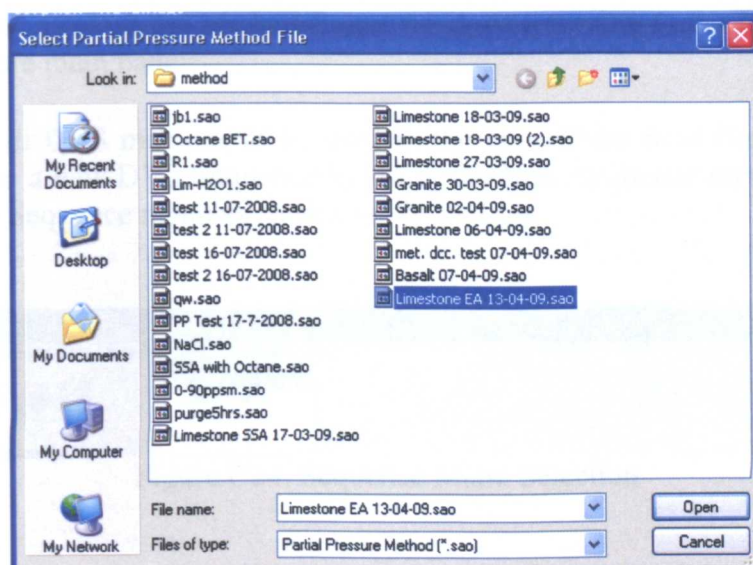 Select Partial Pressure Method File
Look in: method
My Recent Documents
Desktop
My Documents
My Computer
My Network
jb1.sao
Octane BET.sao
R1.sao
Lim-H2O1.sao
test 11-07-2008.sao
test 2 11-07-2008.sao
test 16-07-2008.sao
test 2 16-07-2008.sao
qw.sao
PP Test 17-7-2008.sao
NaCl.sao
SSA with Octane.sao
0-90ppsm.sao
purge5hrs.sao
Limestone SSA 17-03-09.sao
Limestone 18-03-09.sao
Limestone 18-03-09 (2).sao
Limestone 27-03-09.sao
Granite 30-03-09.sao
Granite 02-04-09.sao
Limestone 06-04-09.sao
met. dcc. test 07-04-09.sao
Basalt 07-04-09.sao
Limestone EA 13-04-09.sao
File name: Limestone EA 13-04-09.sao Open
Files of type: Partial Pressure Method (*.sao) Cancel